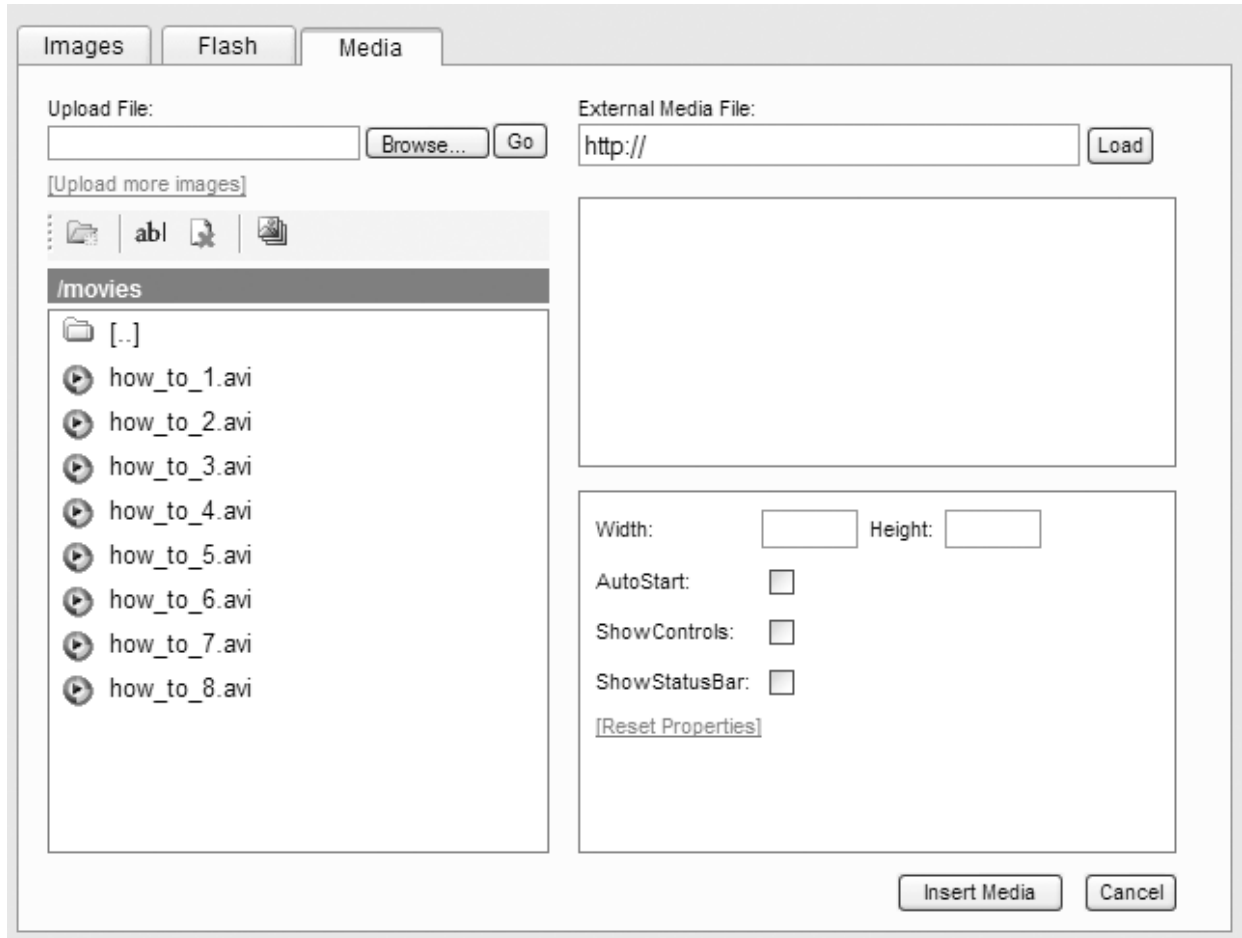 Images Flash Media
Upload File:
Browse... Go
[Upload more images]
abl
/movies
[..]
how_to_1.avi
how_to_2.avi
how_to_3.avi
how_to_4.avi
how_to_5.avi
how_to_6.avi
how_to_7.avi
how_to_8.avi
External Media File:
http:// Load
Width: Height:
AutoStart:
ShowControls:
ShowStatusBar:
[Reset Properties]
Insert Media Cancel